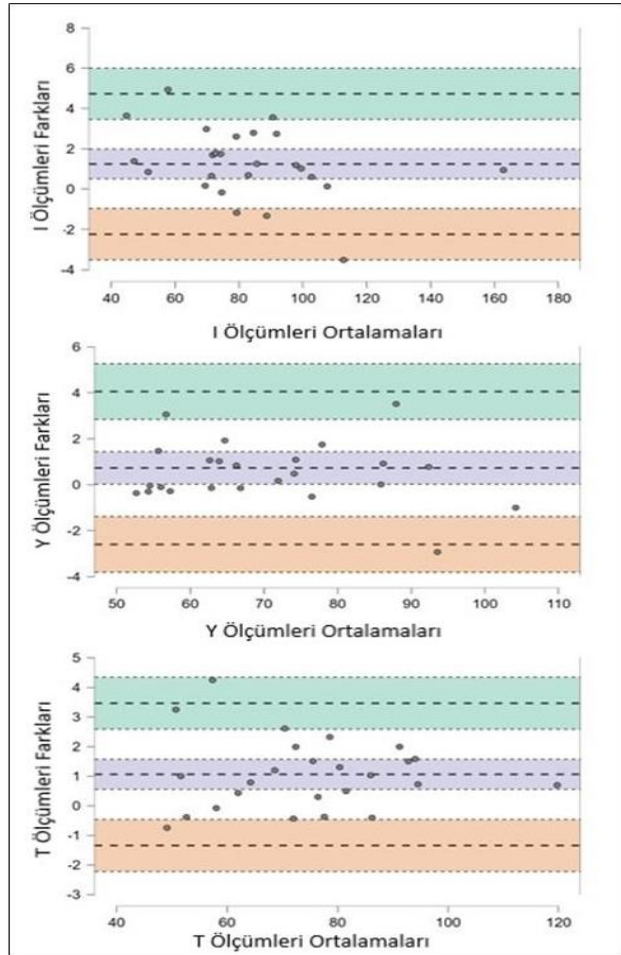 8
6
4
2
0
-2
-4
I Ölçümleri Farkları
40 60 80 100 120 140 160 180
I Ölçümleri Ortalamaları
6
4
2
0
-2
-4
Y Ölçümleri Farkları
50 60 70 80 90 100 110
Y Ölçümleri Ortalamaları
5
4
3
2
1
0
-1
-2
-3
T Ölçümleri Farkları
40 60 80 100 120
T Ölçümleri Ortalamaları